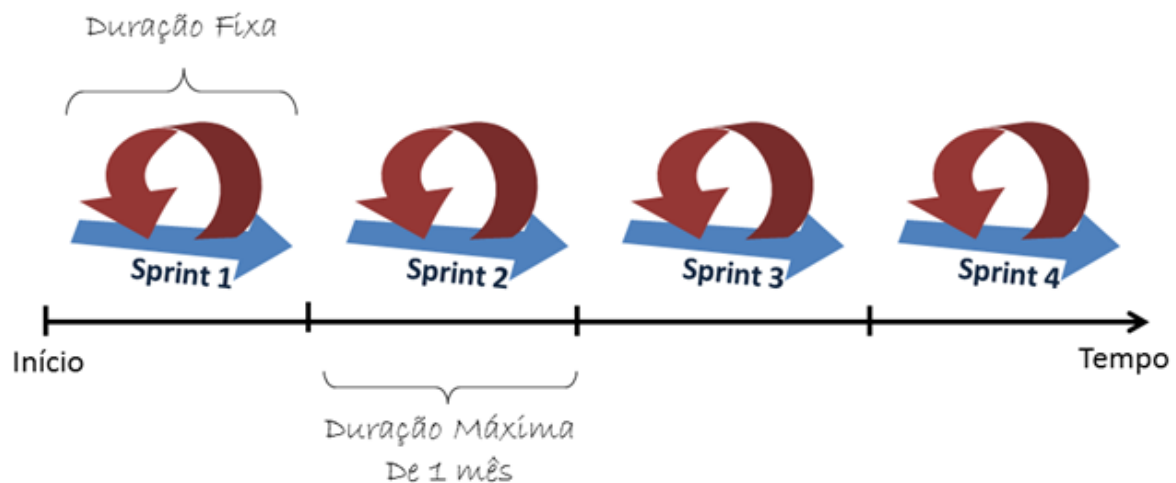 Duração Fixa
Sprint 1
Sprint 2
Sprint 3
Sprint 4
Início
Tempo
Duração Máxima
De 1 mês